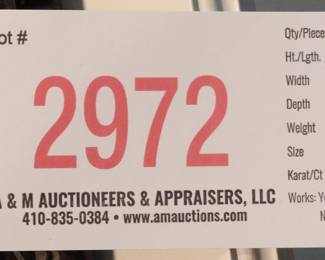 ot #
2972
A & M AUCTIONEERS & APPRAISERS, LLC
410-835-0384 • www.amauctions.com
Qty/Piece
Ht./Lgth.
Width
Depth
Weight
Size
Karat/Ct
Works: Y
N